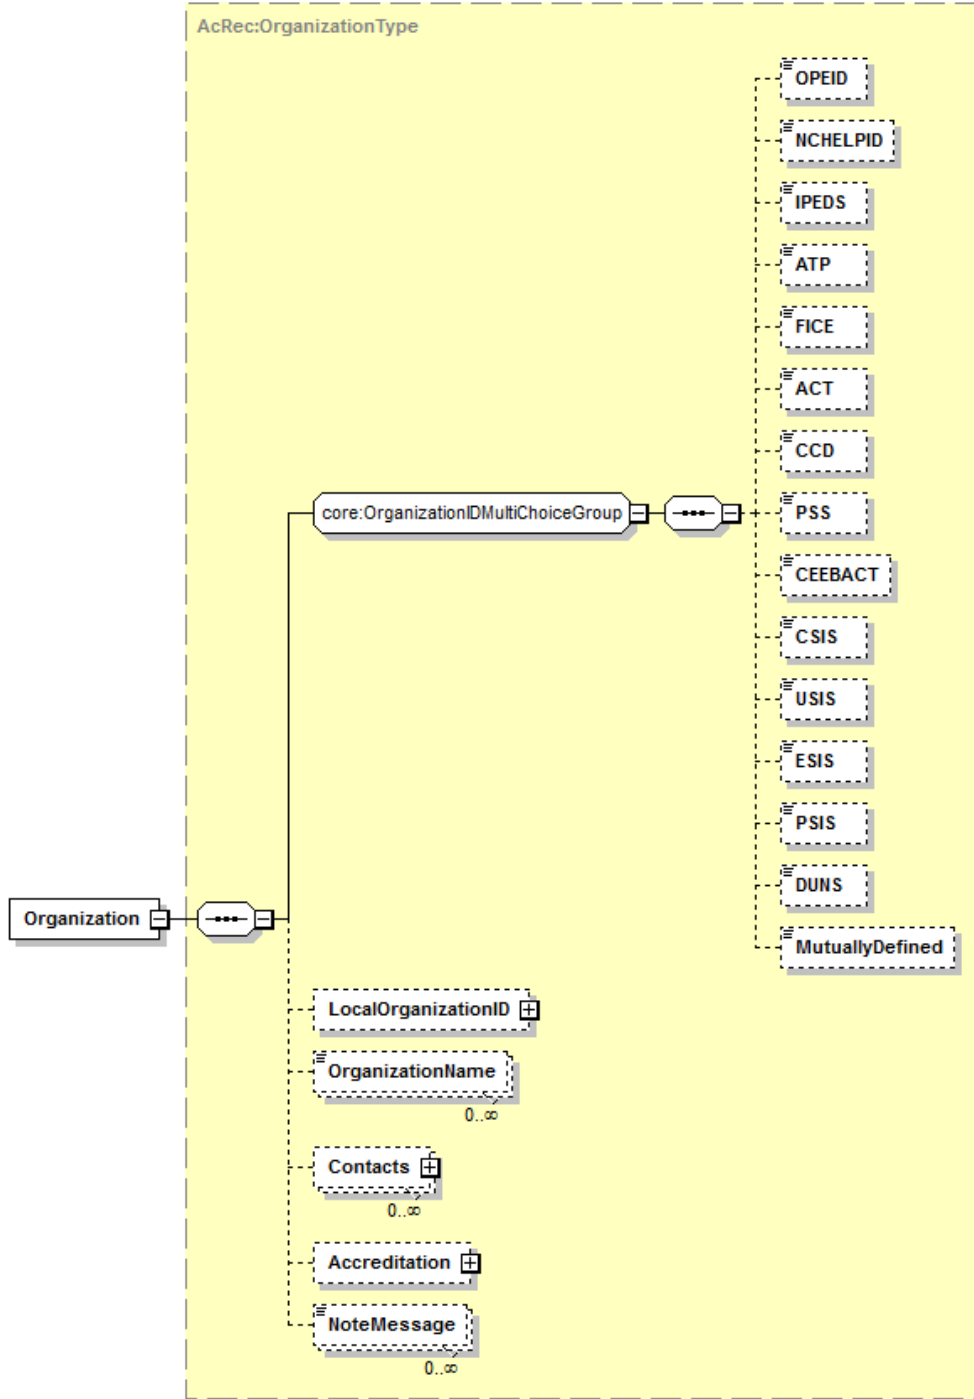 AcRec:OrganizationType
OPEID
NCHELPID
IPEDS
ATP
FICE
ACT
CCD
core:OrganizationIDMultiChoiceGroup
PSS
CEEBACT
CSIS
USIS
ESIS
PSIS
DUNS
Organization
MutuallyDefined
LocalOrganizationID
OrganizationName
0..∞
Contacts
0..∞
Accreditation
NoteMessage
0..∞